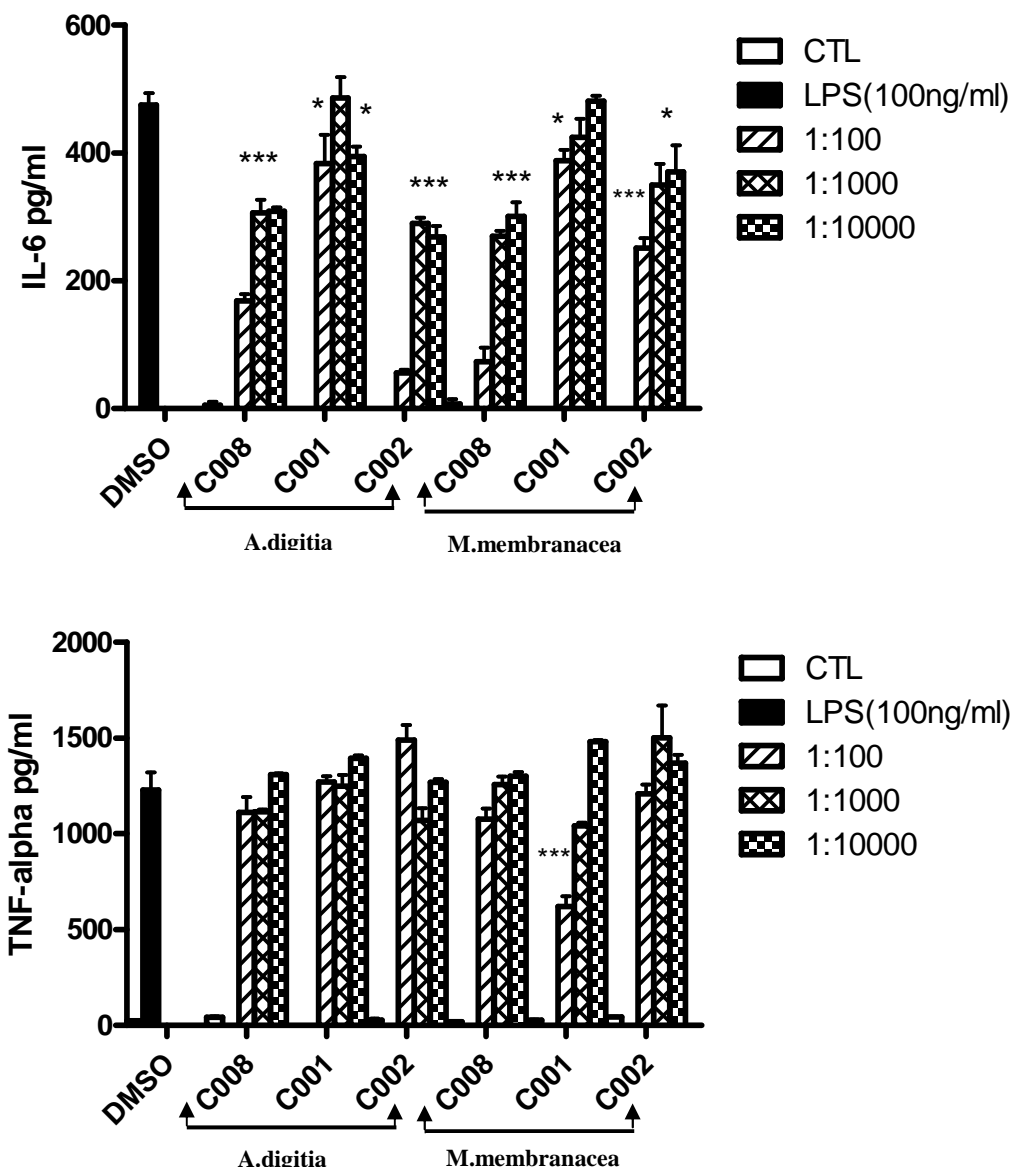 600
400
200
0
IL-6 pg/ml
***
*
*
***
***
*
***
*
DMSO
C008
C001
C002
C008
C001
C002
A.digitia
M.membranacea
CTL
LPS(100ng/ml)
1:100
1:1000
1:10000
2000
1500
1000
500
0
TNF-alpha pg/ml
***
DMSO
C008
C001
C002
C008
C001
C002
A.digitia
M.membranacea
CTL
LPS(100ng/ml)
1:100
1:1000
1:10000